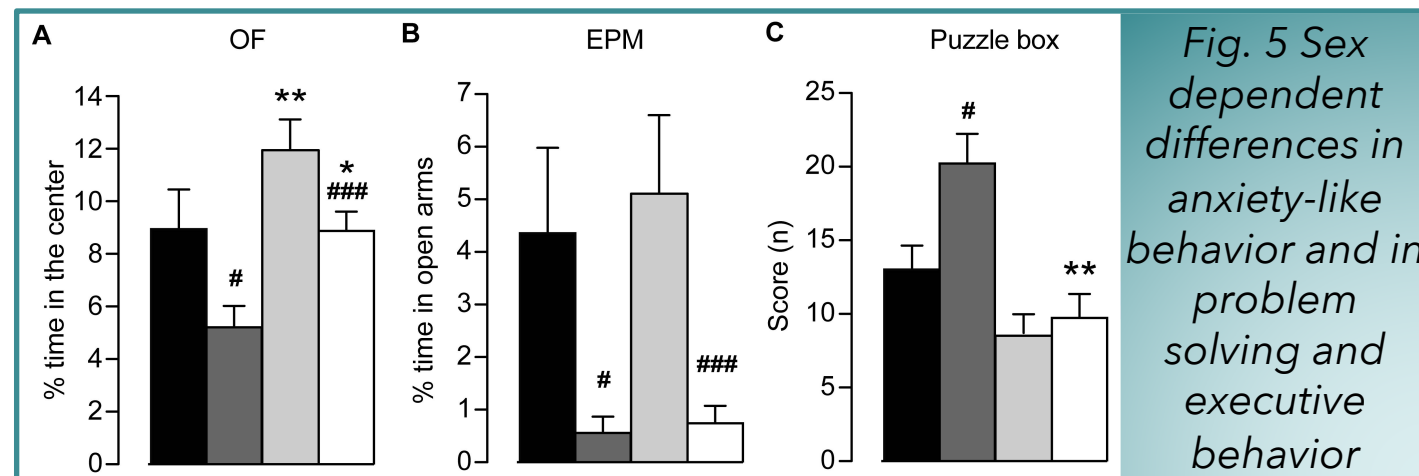 A
OF
14
12
10
8
6
4
2
0
% time in the center
#
**
*
###
B
EPM
7
6
5
4
3
2
1
0
% time in open arms
#
###
C
Puzzle box
25
20
15
10
5
0
Score (n)
#
**
Fig. 5 Sex
dependent
differences in
anxiety-like
behavior and in
problem
solving and
executive
behavior